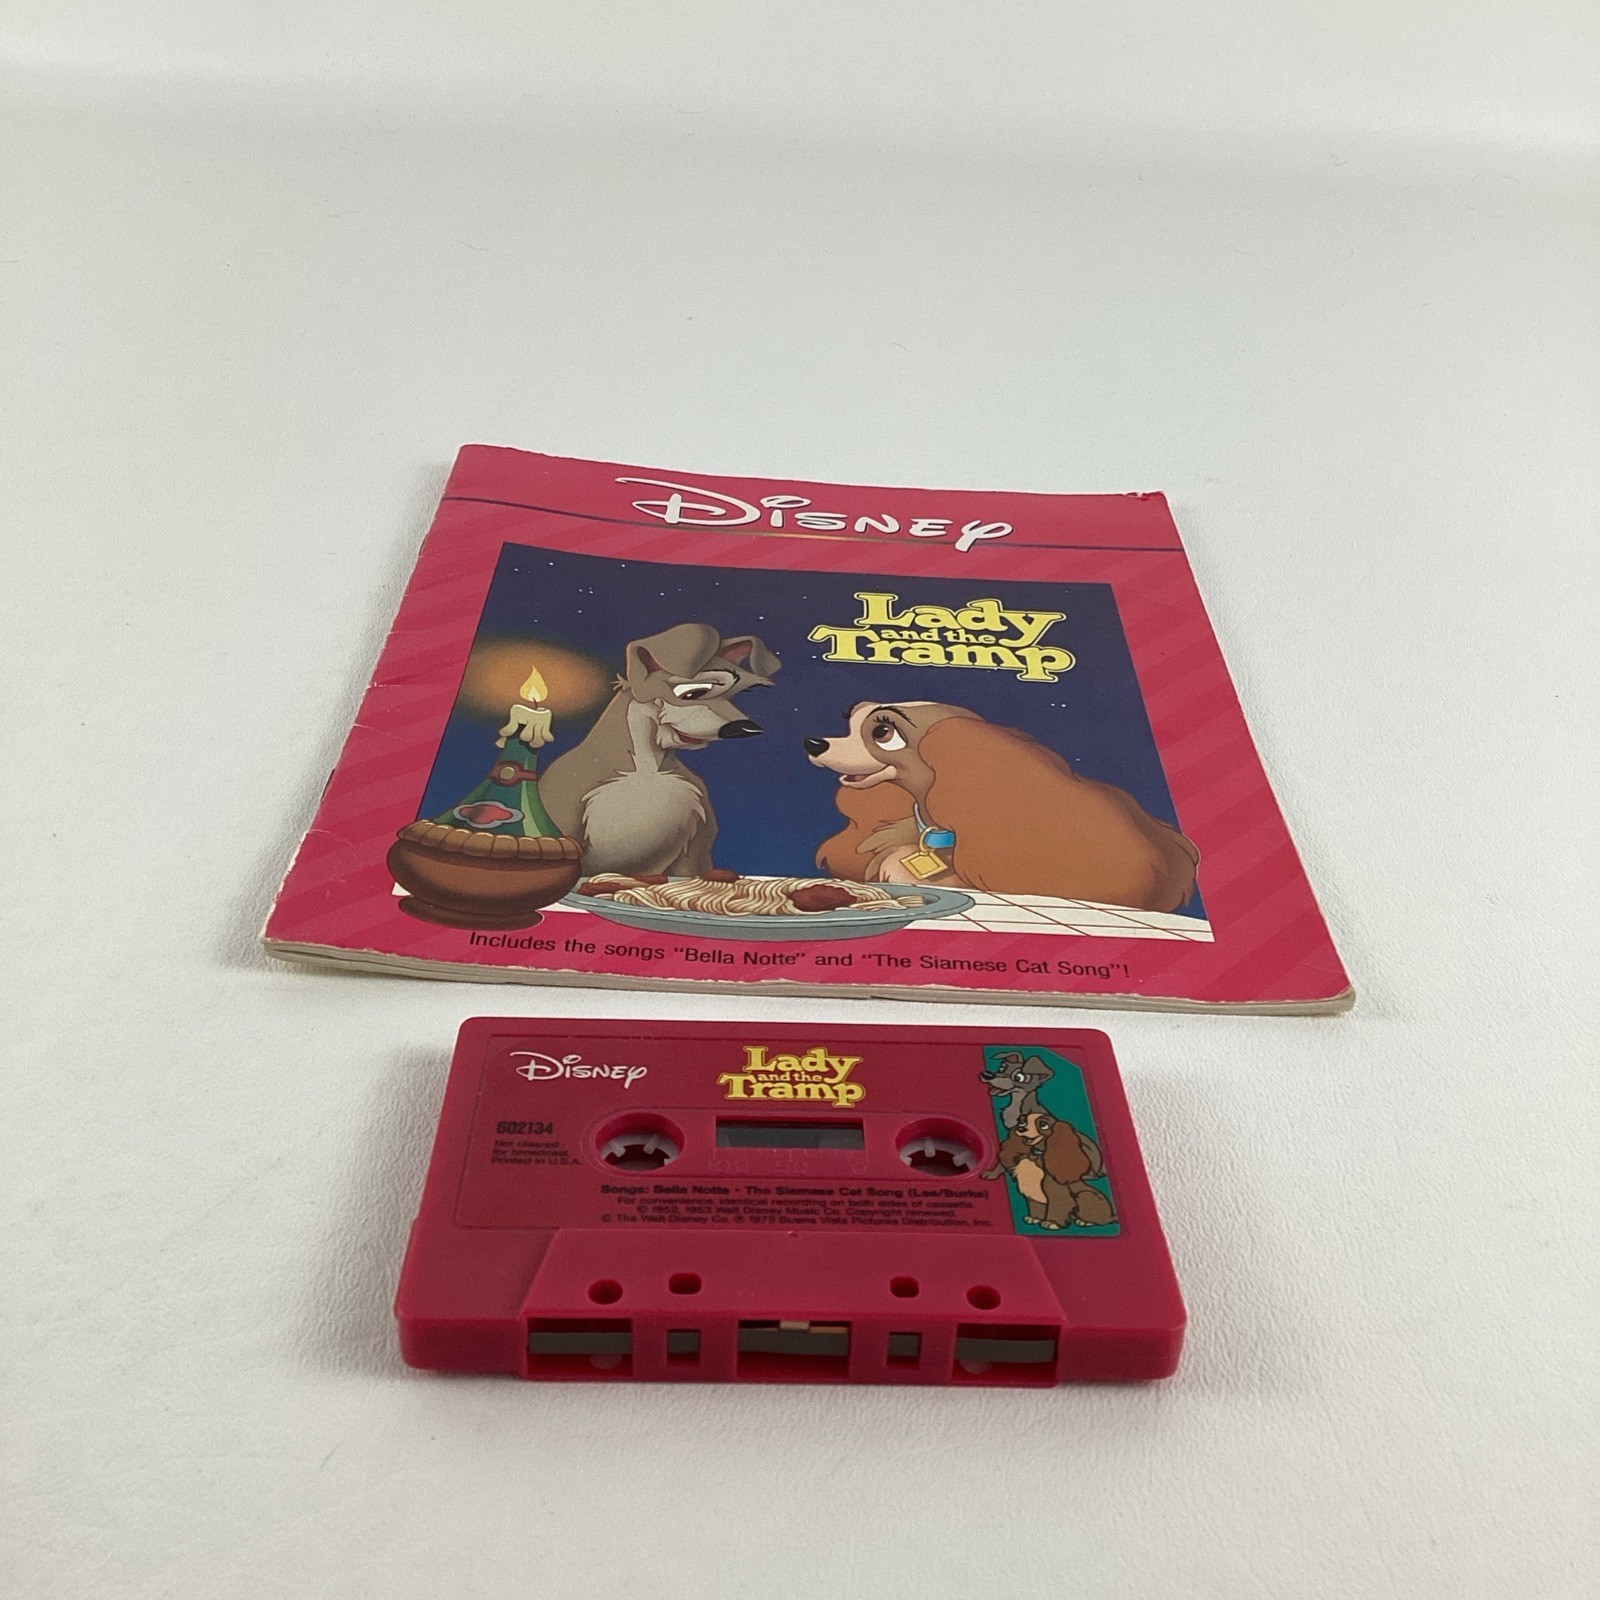 Disney
Lady
and the
Tramp
Includes the songs "Bella Notte" and "The Siamese Cat Song"!
Disney
Lady
and the
Tramp
602134
Not cleared
for broadcast.
Printed in U.S.A.
100 50 0
Songs: Bella Notte • The Siamese Cat Song (Lee/Burke)
For convenience, identical recording on both sides of cassette.
© 1952, 1953 Walt Disney Music Co. Copyright renewed.
© The Walt Disney Co. ℗ 1979 Buena Vista Pictures Distribution, Inc.